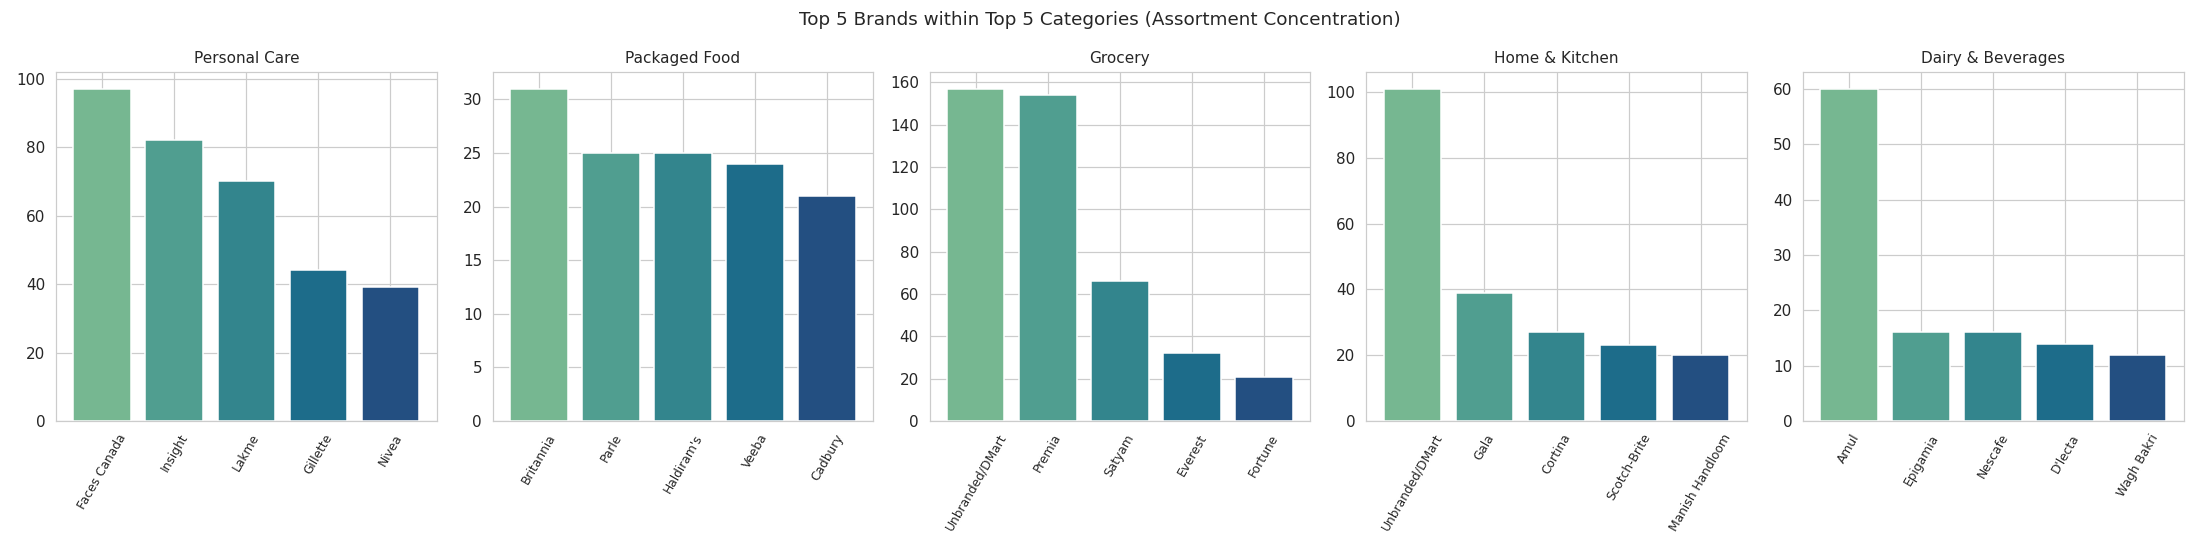 Top 5 Brands within Top 5 Categories (Assortment Concentration)
Personal Care
100
80
60
40
20
0
Faces Canada
Insight
Lakme
Gillette
Nivea
Packaged Food
30
25
20
15
10
5
0
Britannia
Parle
Haldiram's
Veeba
Cadbury
Grocery
160
140
120
100
80
60
40
20
0
Unbranded/DMart
Premia
Satyam
Everest
Fortune
Home & Kitchen
100
80
60
40
20
0
Unbranded/DMart
Gala
Cortina
Scotch-Brite
Manish Handloom
Dairy & Beverages
60
50
40
30
20
10
0
Amul
Epigamia
Nescafe
D'lecta
Wagh Bakri